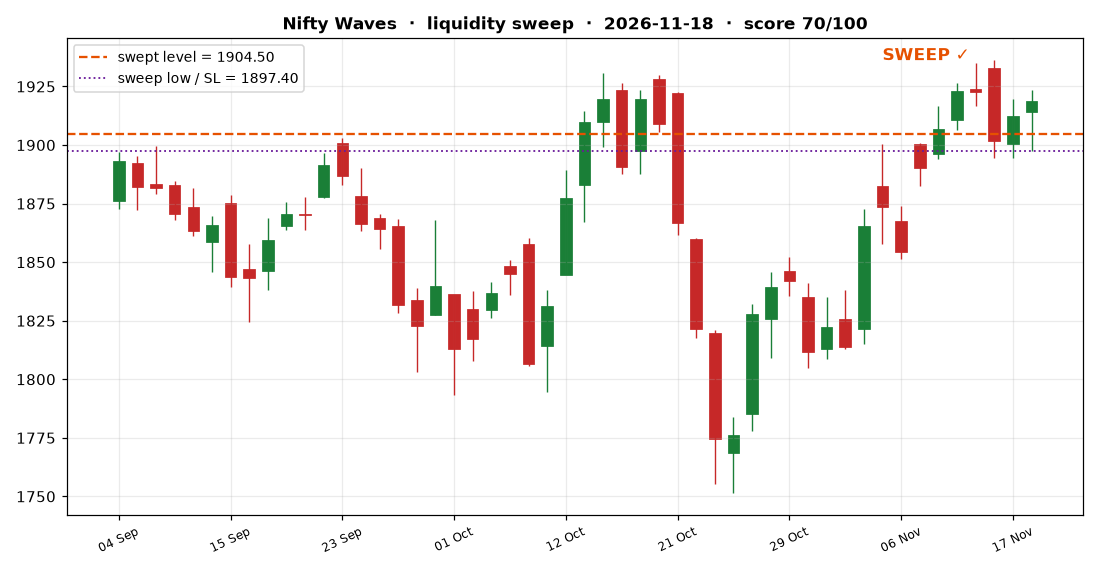 Nifty Waves · liquidity sweep · 2026-11-18 · score 70/100
swept level = 1904.50
sweep low / SL = 1897.40
SWEEP ✓
1925
1900
1875
1850
1825
1800
1775
1750
04 Sep
15 Sep
23 Sep
01 Oct
12 Oct
21 Oct
29 Oct
06 Nov
17 Nov